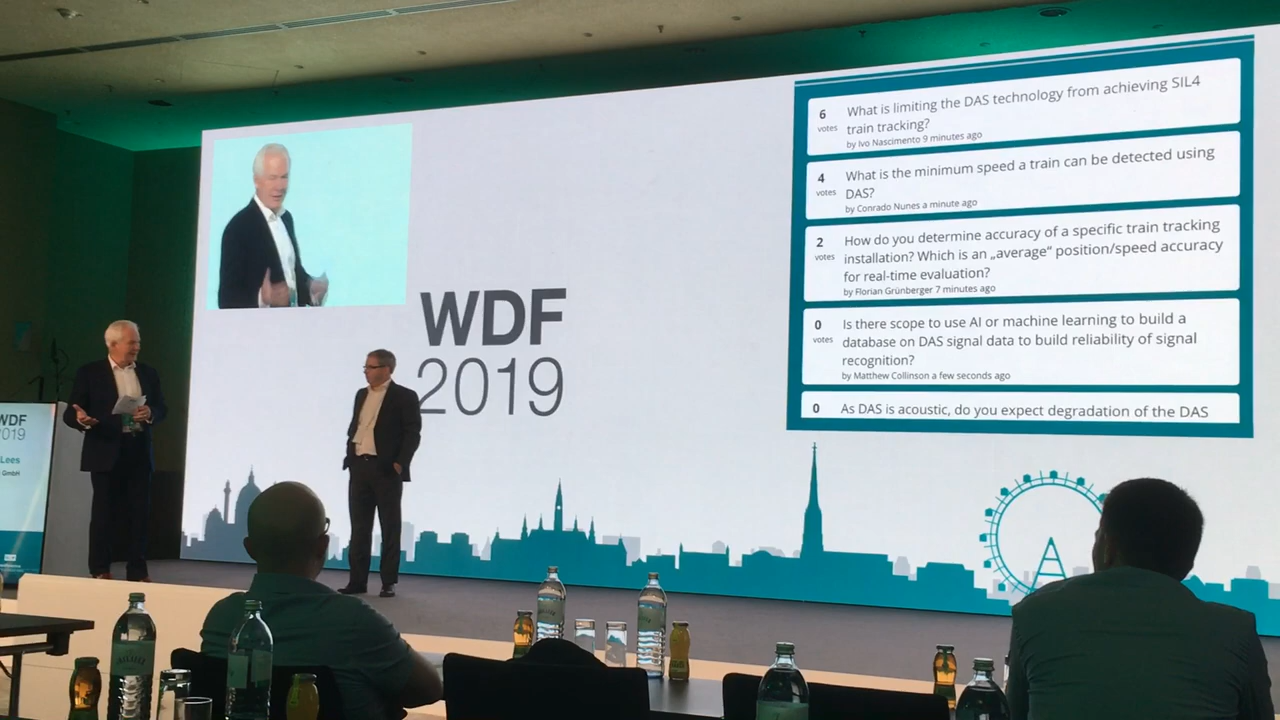 6 What is limiting the DAS technology from achieving SIL4
votes train tracking?
by Ivo Nascimento 9 minutes ago
4 What is the minimum speed a train can be detected using
votes DAS?
by Conrado Nunes a minute ago
2 How do you determine accuracy of a specific train tracking
votes installation? Which is an „average“ position/speed accuracy
for real-time evaluation?
by Florian Grünberger 7 minutes ago
0 Is there scope to use AI or machine learning to build a
votes database on DAS signal data to build reliability of signal
recognition?
by Matthew Collinson a few seconds ago
0 As DAS is acoustic, do you expect degradation of the DAS
WDF
2019
WDF
2019
Lees
GmbH